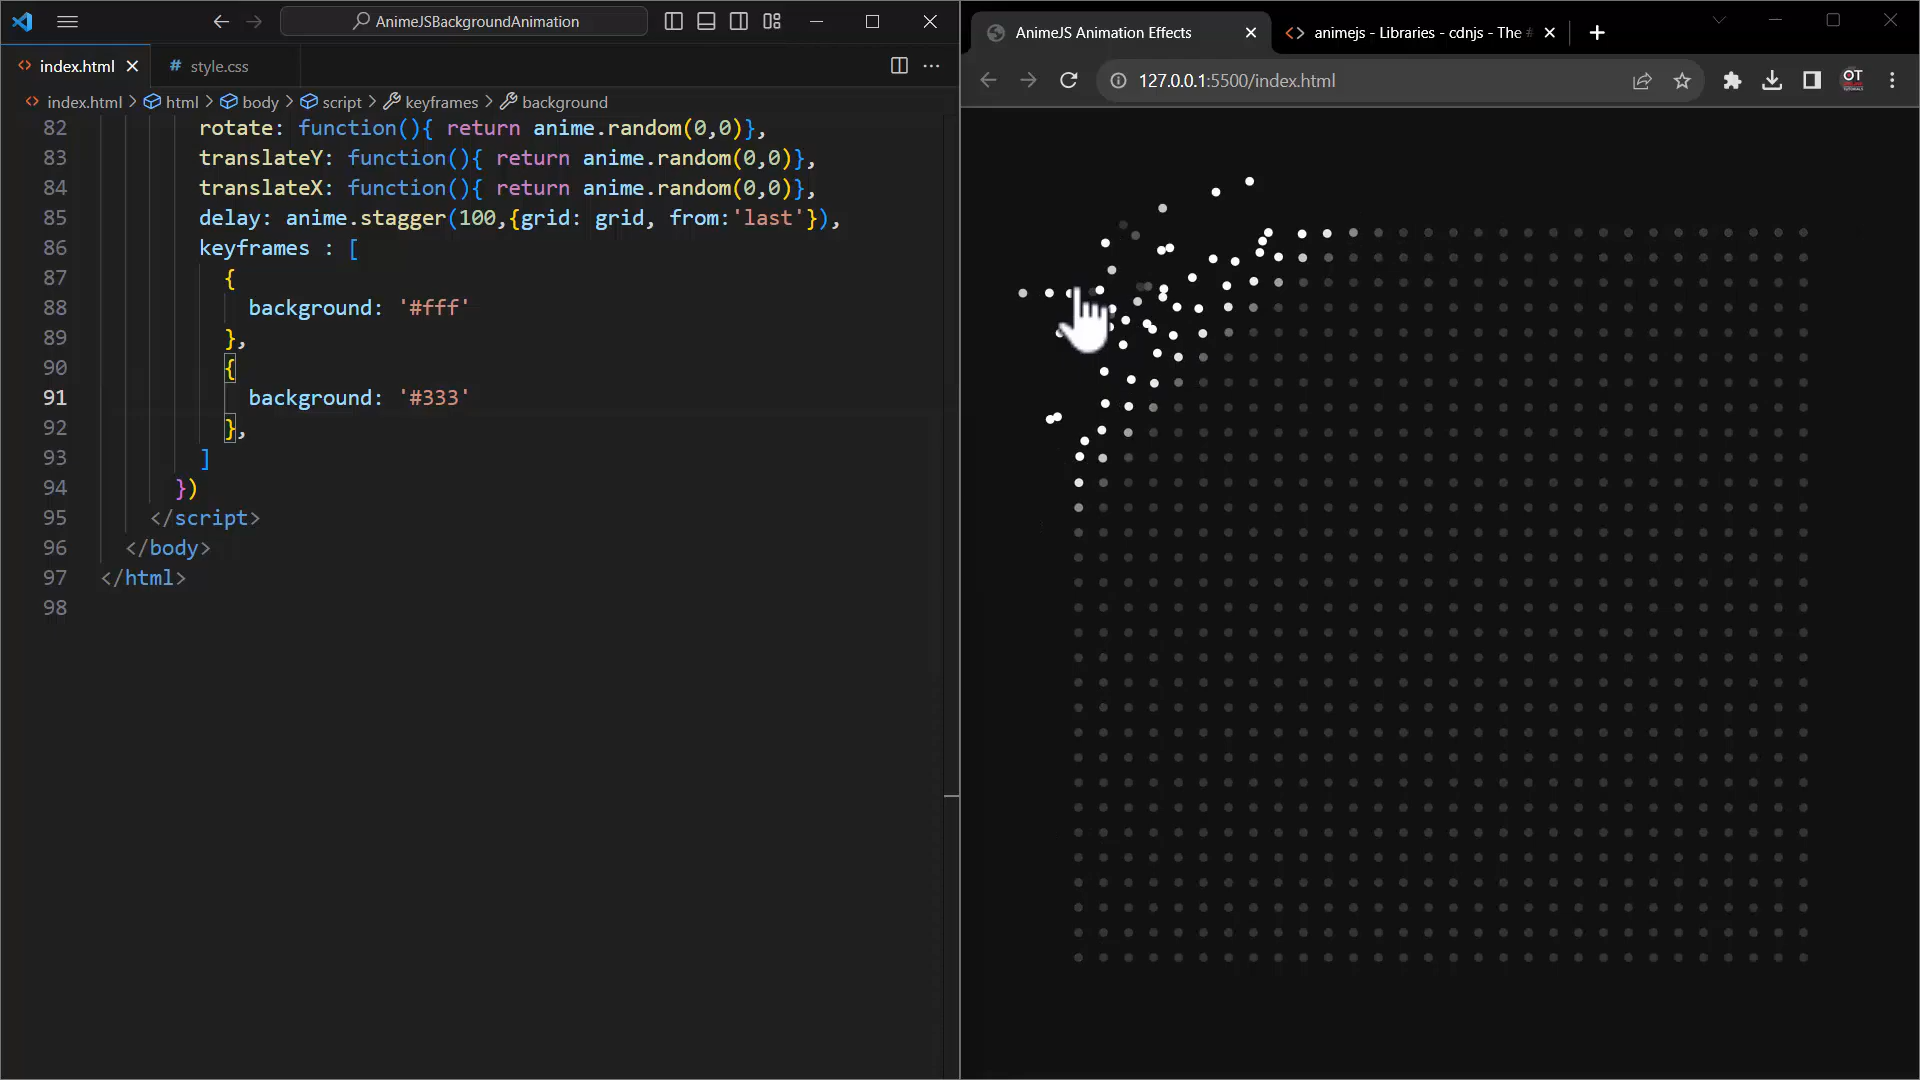 AnimeJSBackgroundAnimation
index.html
# style.css
index.html > html > body > script > keyframes > background
82 rotate: function(){ return anime.random(0,0)},
83 translateY: function(){ return anime.random(0,0)},
84 translateX: function(){ return anime.random(0,0)},
85 delay: anime.stagger(100,{grid: grid, from:'last'}),
86 keyframes : [
87 {
88 background: '#fff'
89 },
90 {
91 background: '#333'
92 },
93 ]
94 })
95 </script>
96 </body>
97 </html>
98
AnimeJS Animation Effects
animejs - Libraries - cdnjs - The #
127.0.0.1:5500/index.html
OT